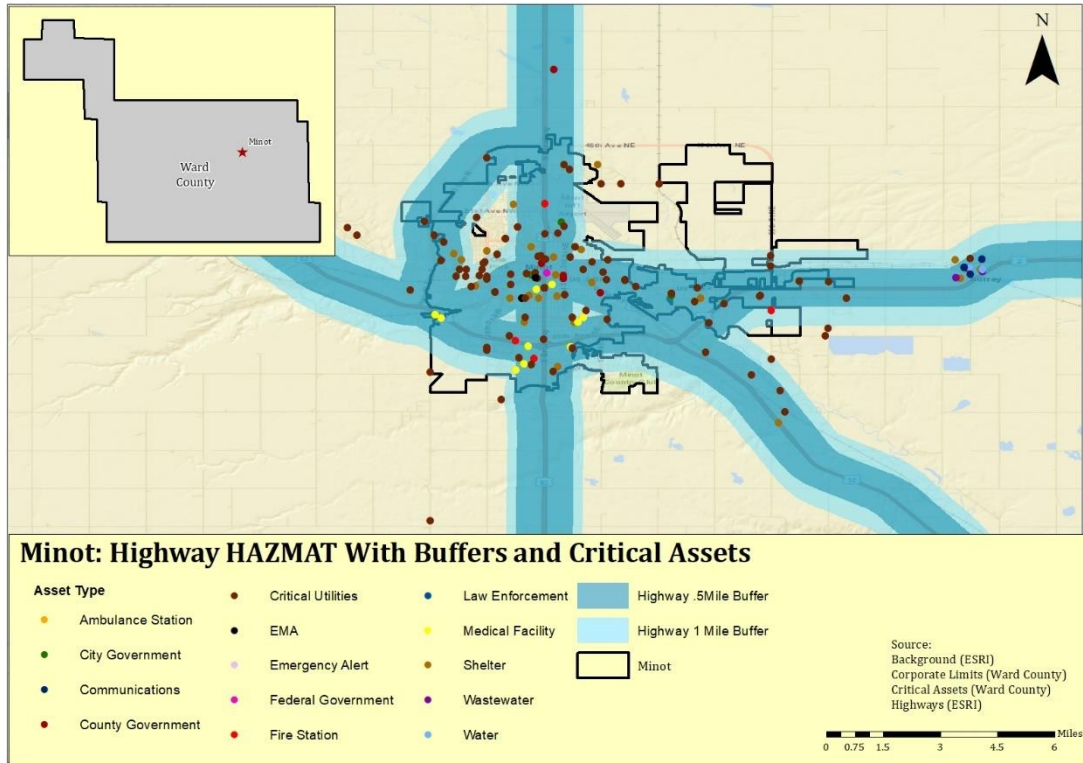 N
Minot
Ward
County
46th Ave NE
Minot: Highway HAZMAT With Buffers and Critical Assets
Asset Type
Ambulance Station
City Government
Communications
County Government
Critical Utilities
EMA
Emergency Alert
Federal Government
Fire Station
Law Enforcement
Medical Facility
Shelter
Wastewater
Water
Highway .5Mile Buffer
Highway 1 Mile Buffer
Minot
Source:
Background (ESRI)
Corporate Limits (Ward County)
Critical Assets (Ward County)
Highways (ESRI)
Miles
0 0.75 1.5 3 4.5 6